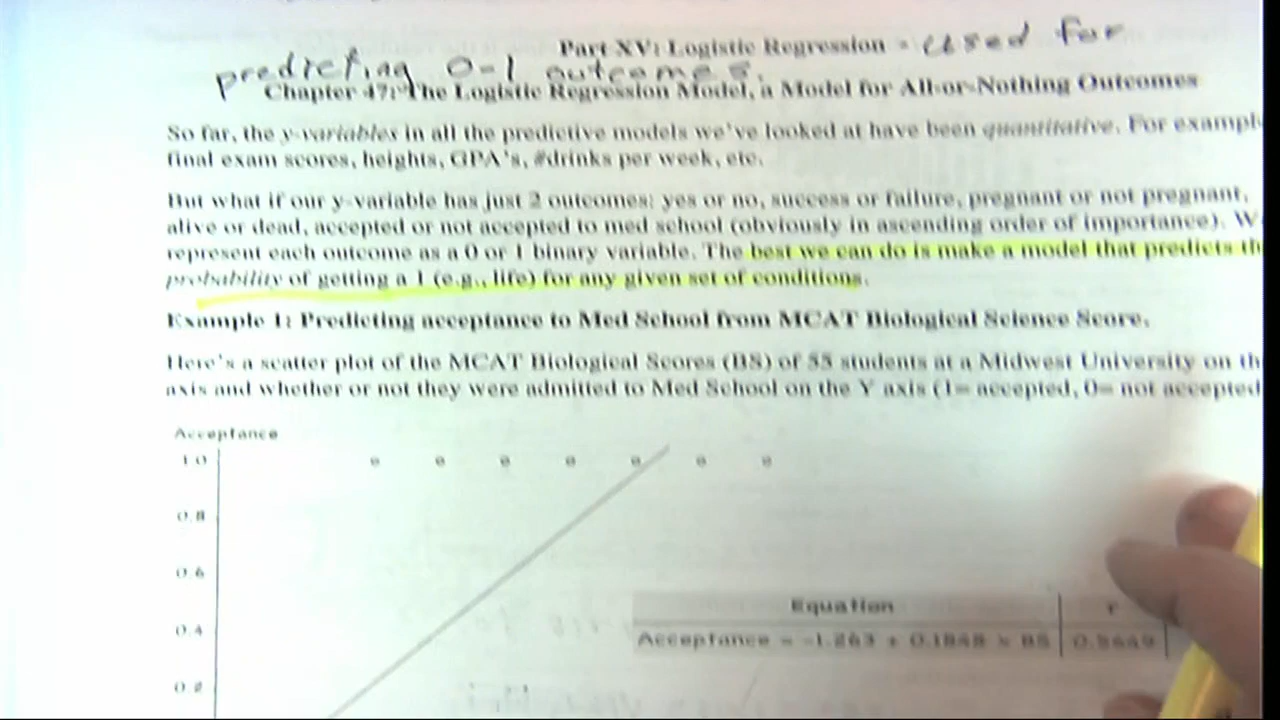 Part XV: Logistic Regression - used for
predicting 0-1 outcomes.
Chapter 47: The Logistic Regression Model, a Model for All-or-Nothing Outcomes
So far, the y-variables in all the predictive models we've looked at have been quantitative. For exampl
final exam scores, heights, GPA's, #drinks per week, etc.
But what if our y-variable has just 2 outcomes: yes or no, success or failure, pregnant or not pregnant,
alive or dead, accepted or not accepted to med school (obviously in ascending order of importance). W
represent each outcome as a 0 or 1 binary variable. The best we can do is make a model that predicts th
probability of getting a 1 (e.g., life) for any given set of conditions.
Example 1: Predicting acceptance to Med School from MCAT Biological Science Score.
Here's a scatter plot of the MCAT Biological Scores (BS) of 55 students at a Midwest University on th
axis and whether or not they were admitted to Med School on the Y axis (1= accepted, 0= not accepted
Acceptance
1.0
0.8
0.6
Equation r
0.4
Acceptance = -1.263 + 0.1848 × BS 0.5649
0.2